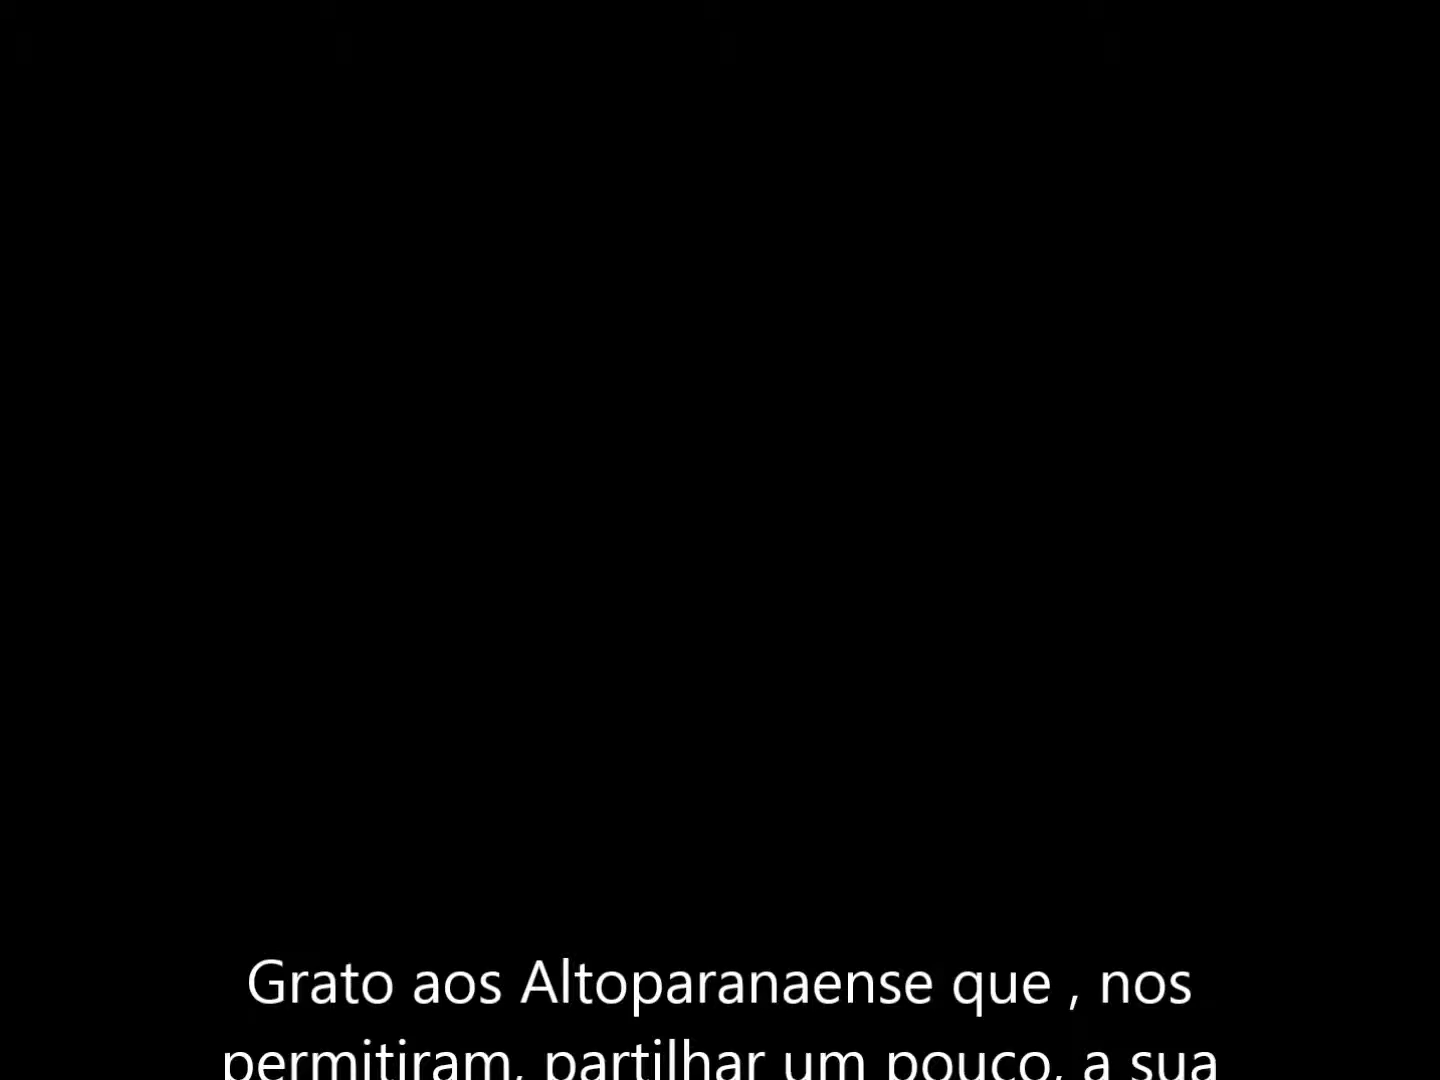 Grato aos Altoparanaense que , nos
permitiram, partilhar um pouco, a sua